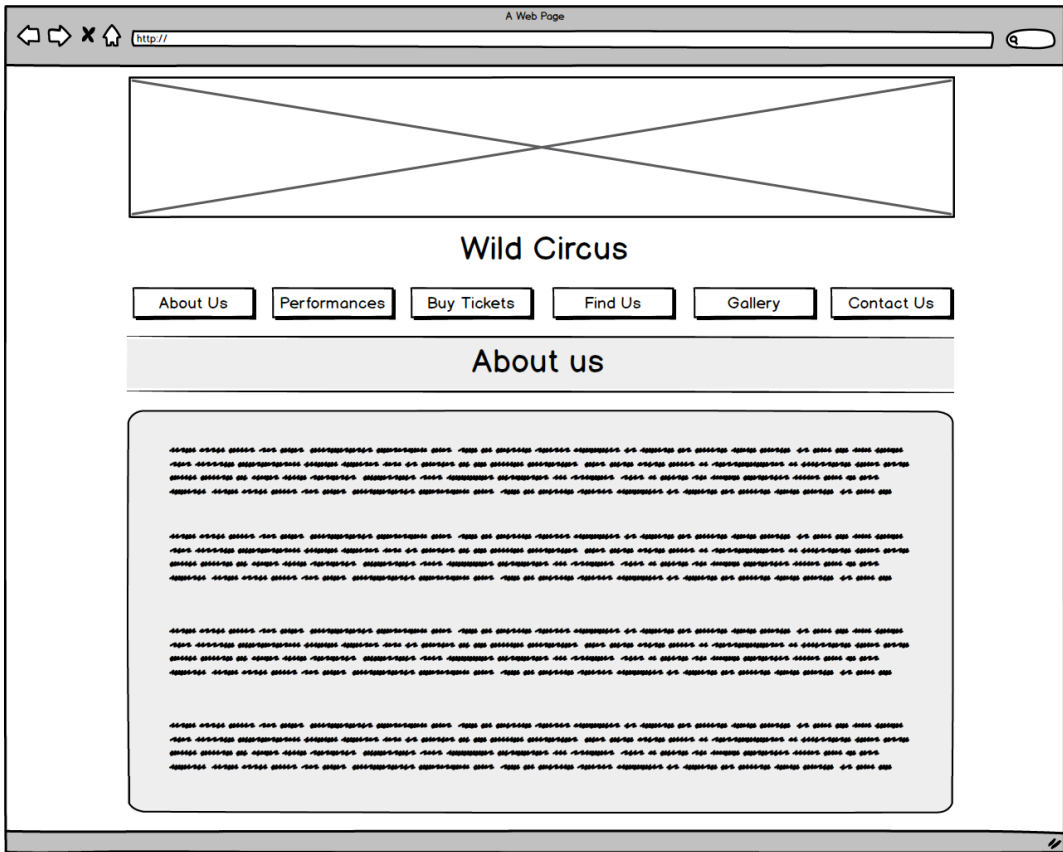 A Web Page
http://
Wild Circus
About Us Performances Buy Tickets Find Us Gallery Contact Us
About us